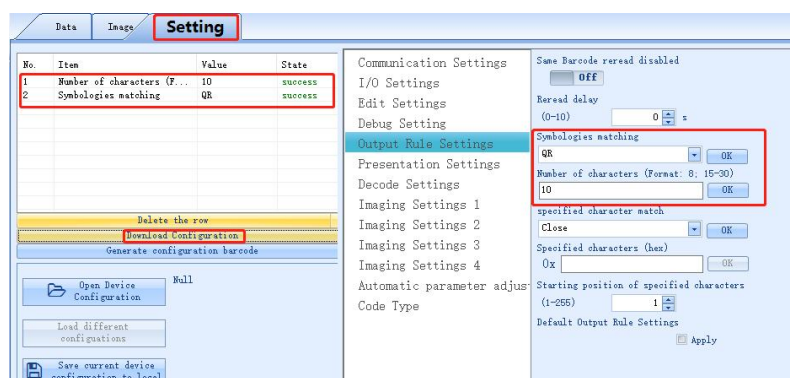 Data Image Setting
No. Item Value State
1 Number of characters (F... 10 success
2 Symbologies matching QR success
Delete the row
Download Configuration
Generate configuration barcode
Open Device
Configuration
Null
Load different
configuations
Save current device
configuration to local
Communication Settings
I/O Settings
Edit Settings
Debug Setting
Output Rule Settings
Presentation Settings
Decode Settings
Imaging Settings 1
Imaging Settings 2
Imaging Settings 3
Imaging Settings 4
Automatic parameter adjus
Code Type
Same Barcode reread disabled
Off
Reread delay
(0-10) 0 s
Symbologies matching
QR OK
Number of characters (Format: 8; 15-30)
10 OK
specified character match
Close OK
Specified characters (hex)
0x OK
Starting position of specified characters
(1-255) 1
Default Output Rule Settings
Apply